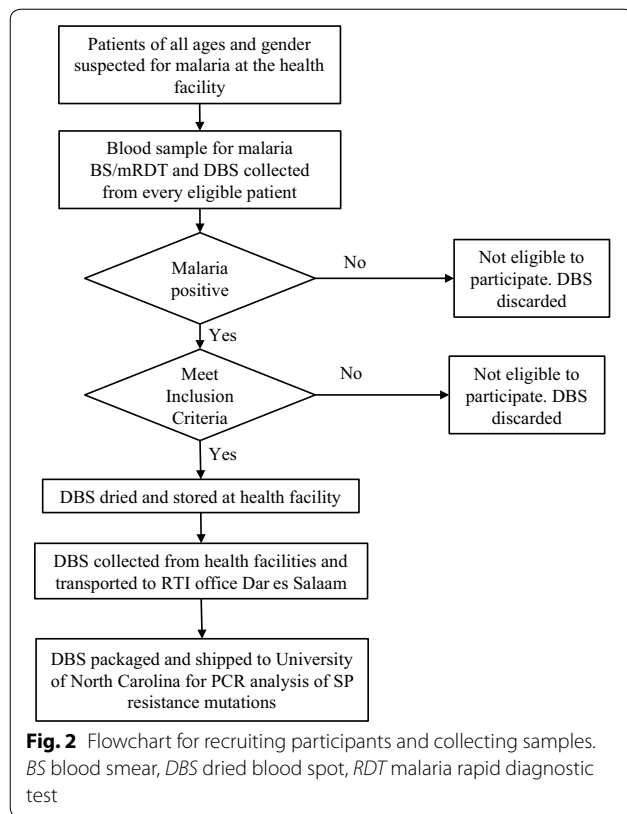 Patients of all ages and gender
suspected for malaria at the health
facility
Blood sample for malaria
BS/mRDT and DBS collected
from every eligible patient
Malaria
positive
No
Not eligible to
participate. DBS
discarded
Yes
Meet
Inclusion
Criteria
No
Not eligible to
participate. DBS
discarded
Yes
DBS dried and stored at health facility
DBS collected from health facilities and
transported to RTI office Dar es Salaam
DBS packaged and shipped to University
of North Carolina for PCR analysis of SP
resistance mutations
Fig. 2 Flowchart for recruiting participants and collecting samples.
BS blood smear, DBS dried blood spot, RDT malaria rapid diagnostic
test